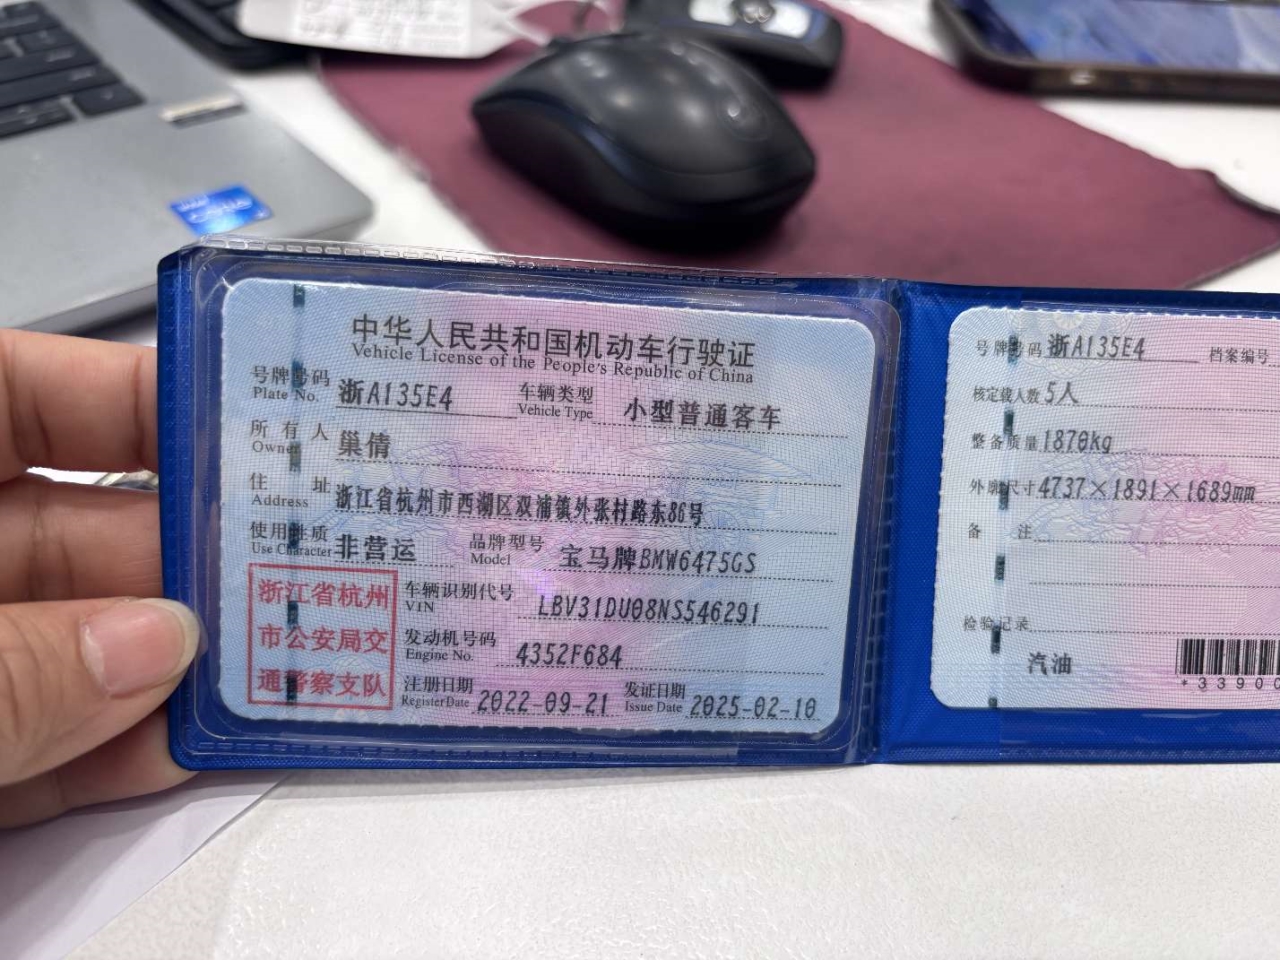 中华人民共和国机动车行驶证
Vehicle License of the People's Republic of China
号牌号码 浙A135E4 车辆类型 小型普通客车
Plate No. Vehicle Type
所有人 巢倩
Owner
住址 浙江省杭州市西湖区双浦镇外张村路东86号
Address
使用性质 非营运 品牌型号 宝马牌BMW6475GS
Use Character Model
浙江省杭州
市公安局交
通警察支队
车辆识别代号 LBV31DU08NS546291
VIN
发动机号码 4352F684
Engine No.
注册日期 2022-09-21 发证日期 2025-02-10
Register Date Issue Date
号牌号码 浙A135E4 档案编号
核定载人数 5人
整备质量 1870kg
外廓尺寸 4737×1891×1689mm
备注
检验记录
汽油
*3390